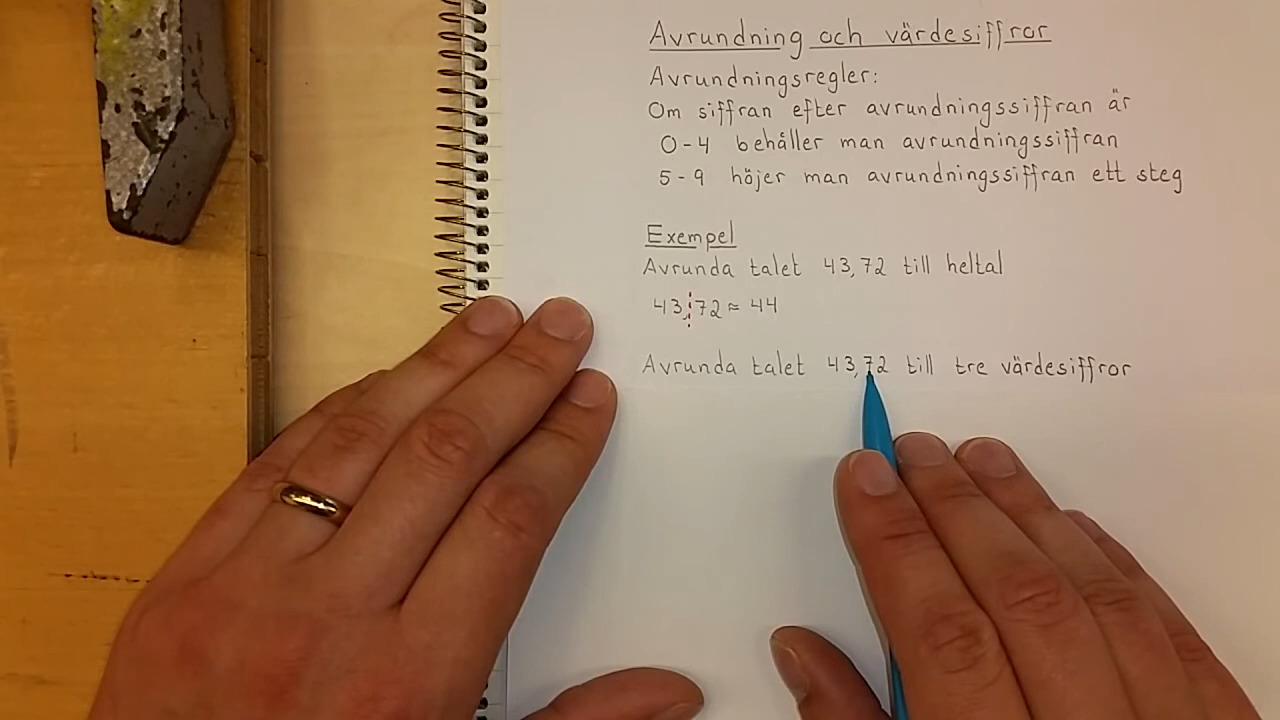 Avrundning och värdesiffror
Avrundningsregler:
Om siffran efter avrundningssiffran är
0-4 behåller man avrundningssiffran
5-9 höjer man avrundningssiffran ett steg
Exempel
Avrunda talet 43,72 till heltal
43,72 ≈ 44
Avrunda talet 43,72 till tre värdesiffror